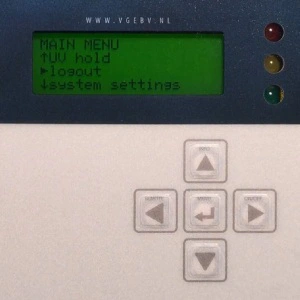 WWW.VGEBV.NL
MAIN MENU
↑UV hold
▶logout
↓system settings